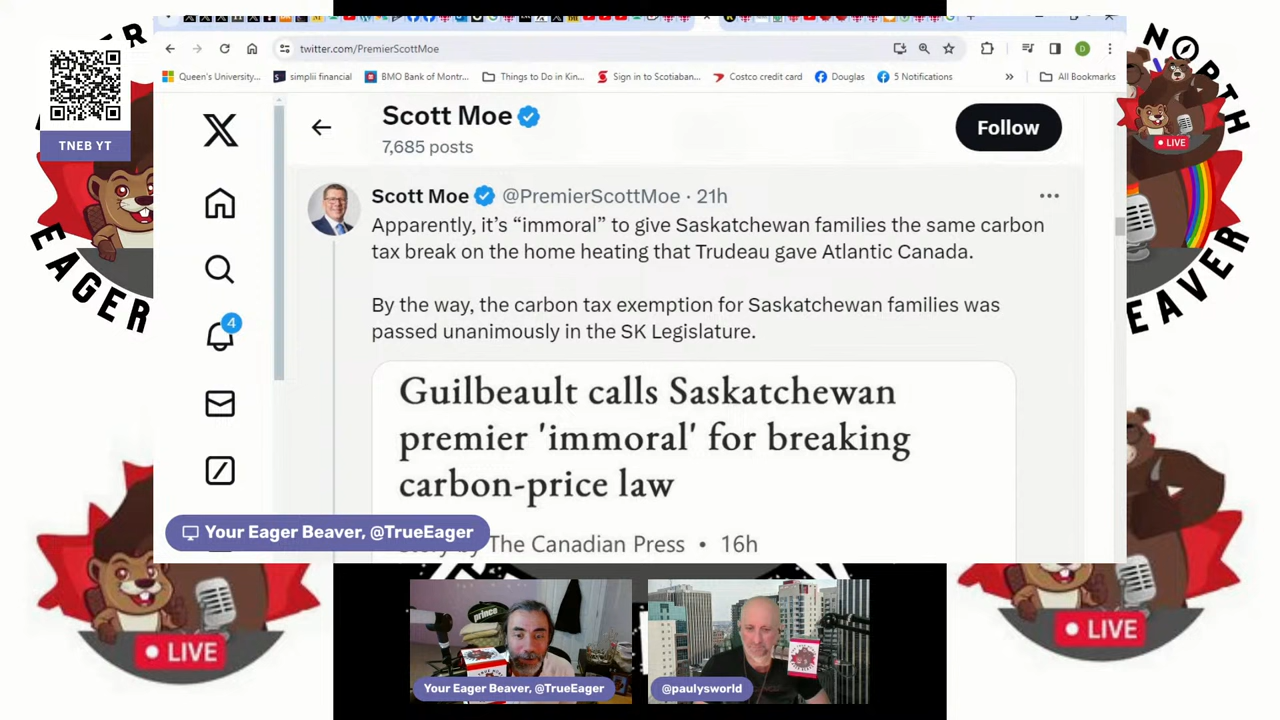 twitter.com/PremierScottMoe
Queen's University...
simplii financial
BMO Bank of Montr...
Things to Do in Kin...
Sign in to Scotiaban...
Costco credit card
Douglas
5 Notifications
»
All Bookmarks
D
TNEB YT
EAGER
NORTH
LIVE
Scott Moe
7,685 posts
Follow
4
Scott Moe @PremierScottMoe · 21h
Apparently, it's “immoral” to give Saskatchewan families the same carbon
tax break on the home heating that Trudeau gave Atlantic Canada.
By the way, the carbon tax exemption for Saskatchewan families was
passed unanimously in the SK Legislature.
Guilbeault calls Saskatchewan
premier 'immoral' for breaking
carbon-price law
The Canadian Press • 16h
Your Eager Beaver, @TrueEager
LIVE
LIVE
prince
Your Eager Beaver, @TrueEager
@paulysworld